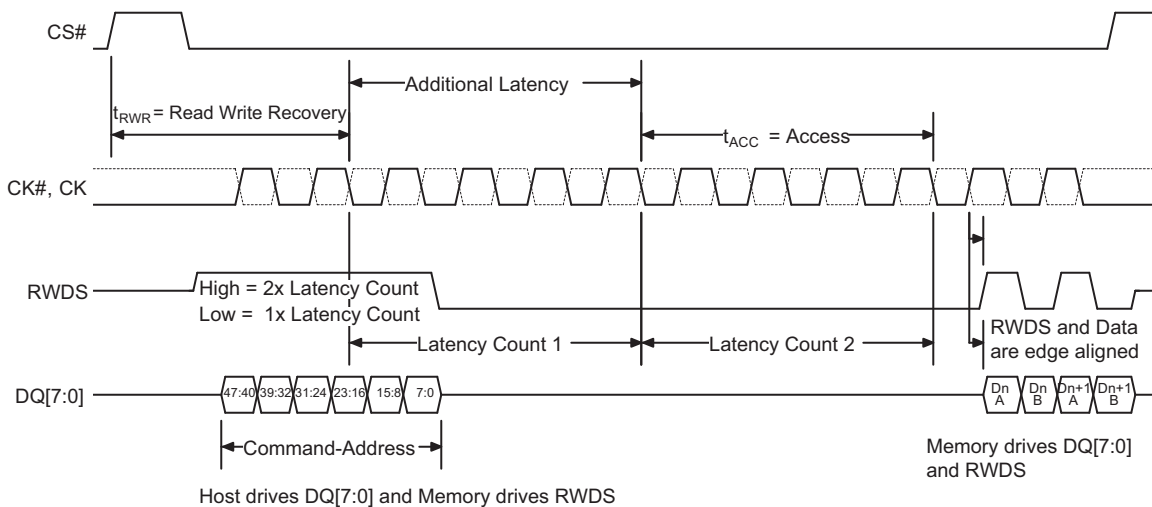 CS#
Additional Latency
tRWR = Read Write Recovery
tACC = Access
CK#, CK
RWDS
High = 2x Latency Count
Low = 1x Latency Count
RWDS and Data
are edge aligned
Latency Count 1
Latency Count 2
DQ[7:0]
47:40 39:32 31:24 23:16 15:8 7:0
Dn Dn Dn+1 Dn+1
A B A B
Command-Address
Memory drives DQ[7:0]
and RWDS
Host drives DQ[7:0] and Memory drives RWDS